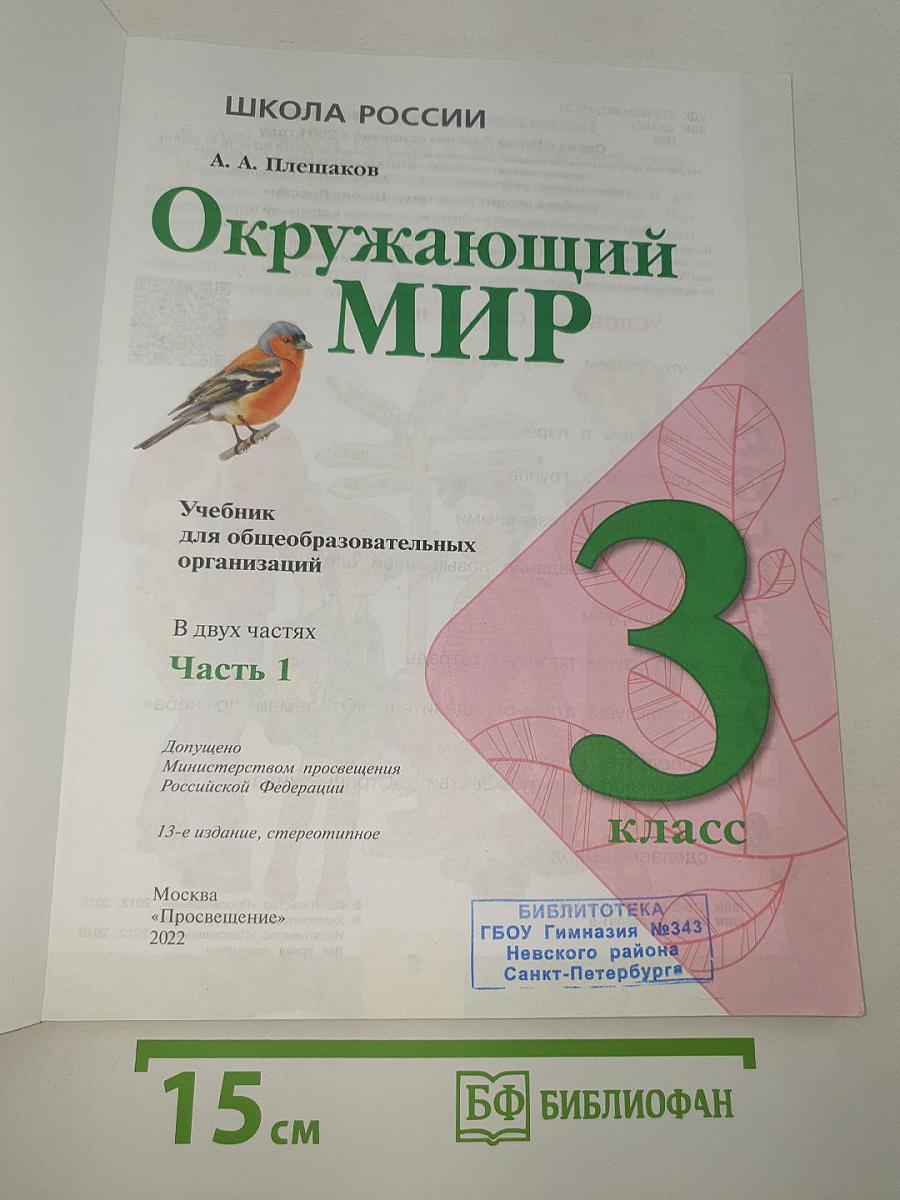 ШКОЛА РОССИИ
А. А. Плешаков
Окружающий
МИР
Учебник
для общеобразовательных
организаций
В двух частях
Часть 1
3
класс
Допущено
Министерством просвещения
Российской Федерации
13-е издание, стереотипное
Москва
«Просвещение»
2022
БИБЛИТОТЕКА
ГБОУ Гимназия №343
Невского района
Санкт-Петербурга
15 см
БФ БИБЛИОФАН